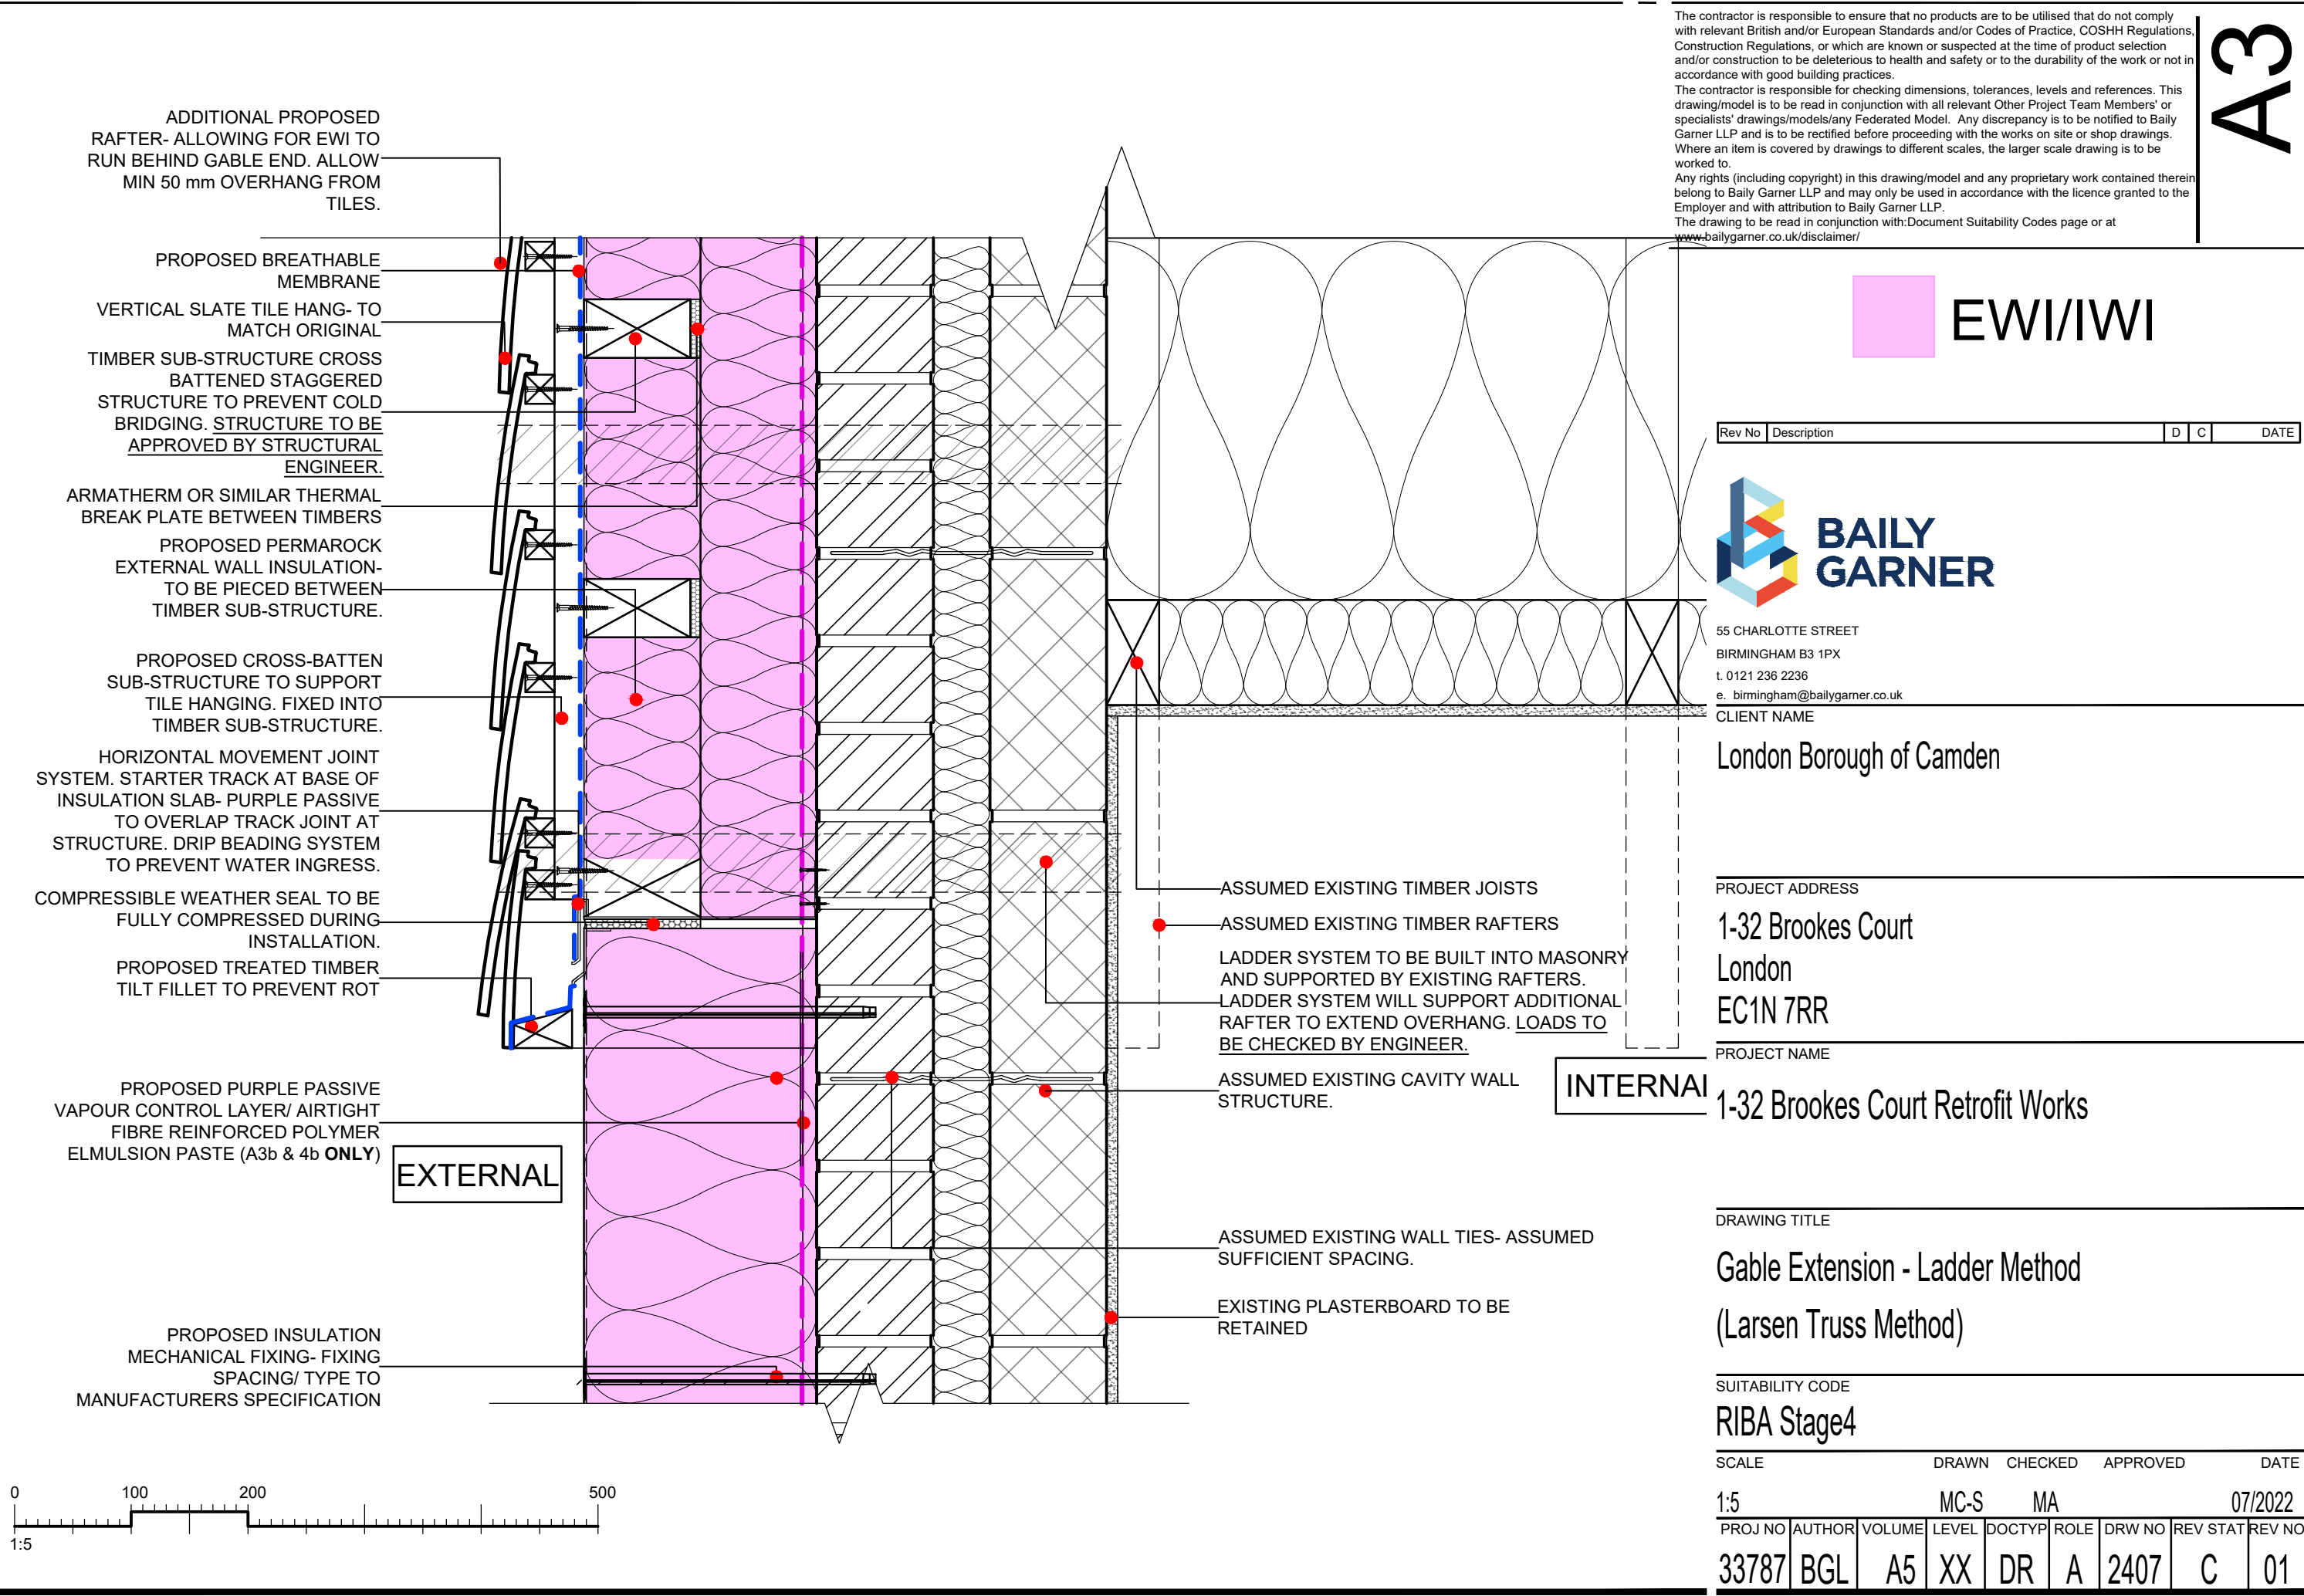 ADDITIONAL PROPOSED
RAFTER- ALLOWING FOR EWI TO
RUN BEHIND GABLE END. ALLOW
MIN 50 mm OVERHANG FROM
TILES.
PROPOSED BREATHABLE
MEMBRANE
VERTICAL SLATE TILE HANG- TO
MATCH ORIGINAL
TIMBER SUB-STRUCTURE CROSS
BATTENED STAGGERED
STRUCTURE TO PREVENT COLD
BRIDGING. STRUCTURE TO BE
APPROVED BY STRUCTURAL
ENGINEER.
ARMATHERM OR SIMILAR THERMAL
BREAK PLATE BETWEEN TIMBERS
PROPOSED PERMAROCK
EXTERNAL WALL INSULATION-
TO BE PIECED BETWEEN
TIMBER SUB-STRUCTURE.
PROPOSED CROSS-BATTEN
SUB-STRUCTURE TO SUPPORT
TILE HANGING. FIXED INTO
TIMBER SUB-STRUCTURE.
HORIZONTAL MOVEMENT JOINT
SYSTEM. STARTER TRACK AT BASE OF
INSULATION SLAB- PURPLE PASSIVE
TO OVERLAP TRACK JOINT AT
STRUCTURE. DRIP BEADING SYSTEM
TO PREVENT WATER INGRESS.
COMPRESSIBLE WEATHER SEAL TO BE
FULLY COMPRESSED DURING
INSTALLATION.
PROPOSED TREATED TIMBER
TILT FILLET TO PREVENT ROT
PROPOSED PURPLE PASSIVE
VAPOUR CONTROL LAYER/ AIRTIGHT
FIBRE REINFORCED POLYMER
ELMULSION PASTE (A3b & 4b ONLY)
EXTERNAL
PROPOSED INSULATION
MECHANICAL FIXING- FIXING
SPACING/ TYPE TO
MANUFACTURERS SPECIFICATION
0 100 200 500
1:5
ASSUMED EXISTING TIMBER JOISTS
ASSUMED EXISTING TIMBER RAFTERS
LADDER SYSTEM TO BE BUILT INTO MASONRY
AND SUPPORTED BY EXISTING RAFTERS.
LADDER SYSTEM WILL SUPPORT ADDITIONAL
RAFTER TO EXTEND OVERHANG. LOADS TO
BE CHECKED BY ENGINEER.
ASSUMED EXISTING CAVITY WALL
STRUCTURE.
INTERNAL
ASSUMED EXISTING WALL TIES- ASSUMED
SUFFICIENT SPACING.
EXISTING PLASTERBOARD TO BE
RETAINED
The contractor is responsible to ensure that no products are to be utilised that do not comply
with relevant British and/or European Standards and/or Codes of Practice, COSHH Regulations,
Construction Regulations, or which are known or suspected at the time of product selection
and/or construction to be deleterious to health and safety or to the durability of the work or not in
accordance with good building practices.
The contractor is responsible for checking dimensions, tolerances, levels and references. This
drawing/model is to be read in conjunction with all relevant Other Project Team Members' or
specialists' drawings/models/any Federated Model. Any discrepancy is to be notified to Baily
Garner LLP and is to be rectified before proceeding with the works on site or shop drawings.
Where an item is covered by drawings to different scales, the larger scale drawing is to be
worked to.
Any rights (including copyright) in this drawing/model and any proprietary work contained therein
belong to Baily Garner LLP and may only be used in accordance with the licence granted to the
Employer and with attribution to Baily Garner LLP.
The drawing to be read in conjunction with:Document Suitability Codes page or at
www.bailygarner.co.uk/disclaimer/
A3
EWI/IWI
Rev No Description D C DATE
BAILY
GARNER
55 CHARLOTTE STREET
BIRMINGHAM B3 1PX
t. 0121 236 2236
e. birmingham@bailygarner.co.uk
CLIENT NAME
London Borough of Camden
PROJECT ADDRESS
1-32 Brookes Court
London
EC1N 7RR
PROJECT NAME
1-32 Brookes Court Retrofit Works
DRAWING TITLE
Gable Extension - Ladder Method
(Larsen Truss Method)
SUITABILITY CODE
RIBA Stage4
SCALE DRAWN CHECKED APPROVED DATE
1:5 MC-S MA 07/2022
PROJ NO AUTHOR VOLUME LEVEL DOCTYP ROLE DRW NO REV STAT REV NO
33787 BGL A5 XX DR A 2407 C 01